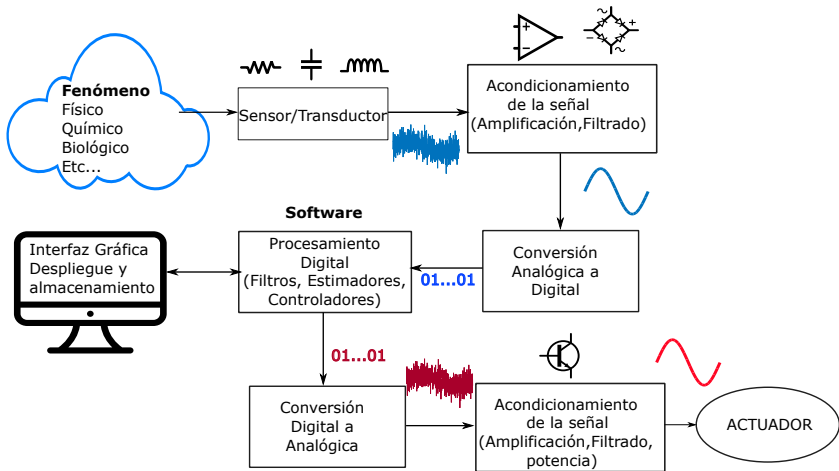 Fenómeno
Físico
Químico
Biológico
Etc...
Sensor/Transductor
Acondicionamiento
de la señal
(Amplificación,Filtrado)
Software
Interfaz Gráfica
Despliegue y
almacenamiento
Procesamiento
Digital
(Filtros, Estimadores,
Controladores)
01...01
Conversión
Analógica a
Digital
01...01
Conversión
Digital a
Analógica
Acondicionamiento
de la señal
(Amplificación,Filtrado,
potencia)
ACTUADOR